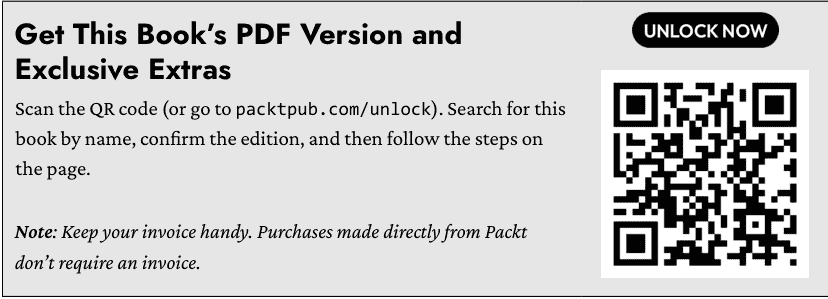 Get This Book’s PDF Version and
Exclusive Extras
UNLOCK NOW
Scan the QR code (or go to packtpub.com/unlock). Search for this
book by name, confirm the edition, and then follow the steps on
the page.
Note: Keep your invoice handy. Purchases made directly from Packt
don’t require an invoice.